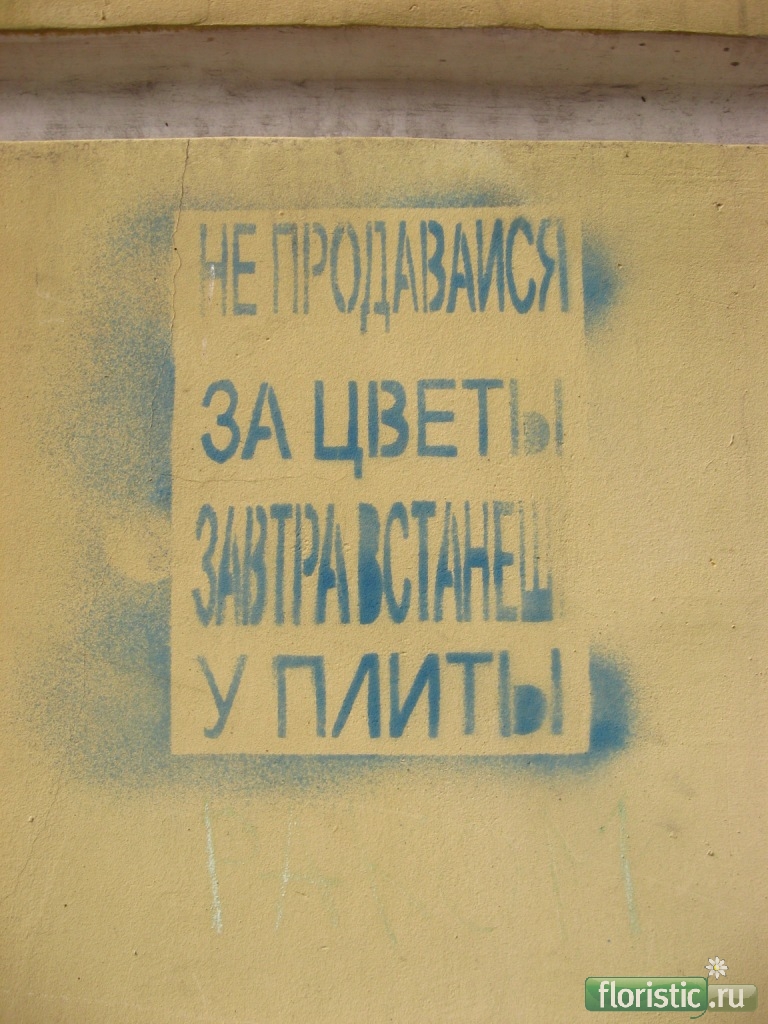 НЕ ПРОДАВАЙСЯ
ЗА ЦВЕТЫ
ЗАВТРА ВСТАНЕШ
У ПЛИТЫ
floristic.ru